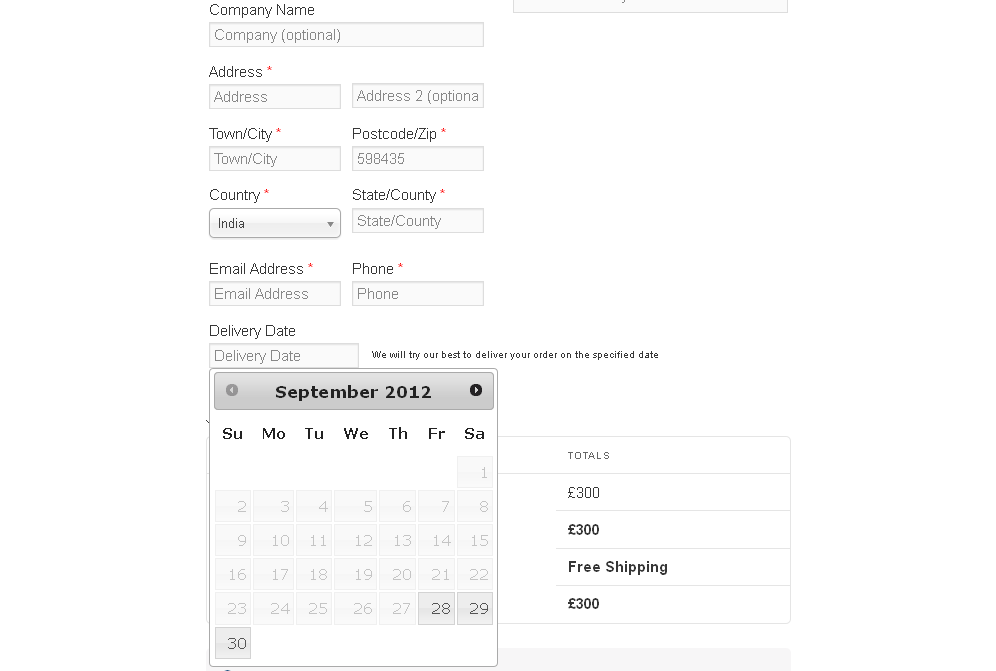 Company Name
Company (optional)
Address *
Address Address 2 (optiona
Town/City * Postcode/Zip *
Town/City 598435
Country * State/County *
India State/County
Email Address * Phone *
Email Address Phone
Delivery Date
Delivery Date We will try our best to deliver your order on the specified date
September 2012
Su Mo Tu We Th Fr Sa
1
2 3 4 5 6 7 8
9 10 11 12 13 14 15
16 17 18 19 20 21 22
23 24 25 26 27 28 29
30
TOTALS
£300
£300
Free Shipping
£300